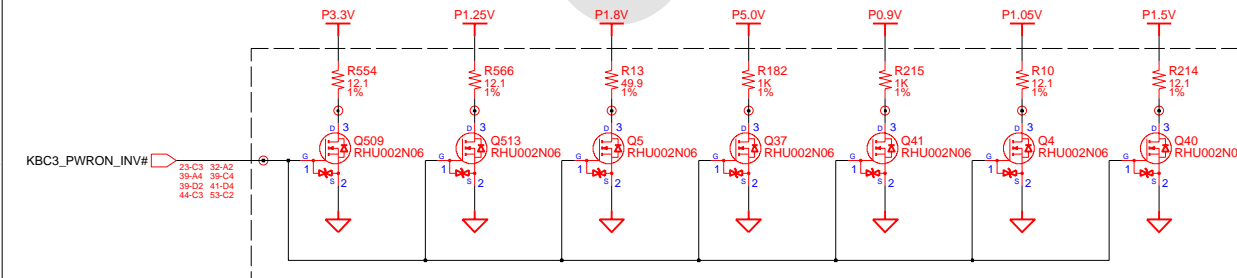 P3.3V
P1.25V
P1.8V
P5.0V
P0.9V
P1.05V
P1.5V
R554
12.1
1%
R566
12.1
1%
R13
49.9
1%
R182
1K
1%
R215
1K
1%
R10
12.1
1%
R214
12.1
1%
D 3
Q509
RHU002N06
G
1
S 2
D 3
Q513
RHU002N06
G
1
S 2
D 3
Q5
RHU002N06
G
1
S 2
D 3
Q37
RHU002N06
G
1
S 2
D 3
Q41
RHU002N06
G
1
S 2
D 3
Q4
RHU002N06
G
1
S 2
D 3
Q40
RHU002N0
G
1
S 2
KBC3_PWRON_INV#
23-C3 32-A2
39-A4 39-C4
39-D2 41-D4
44-C3 53-C2